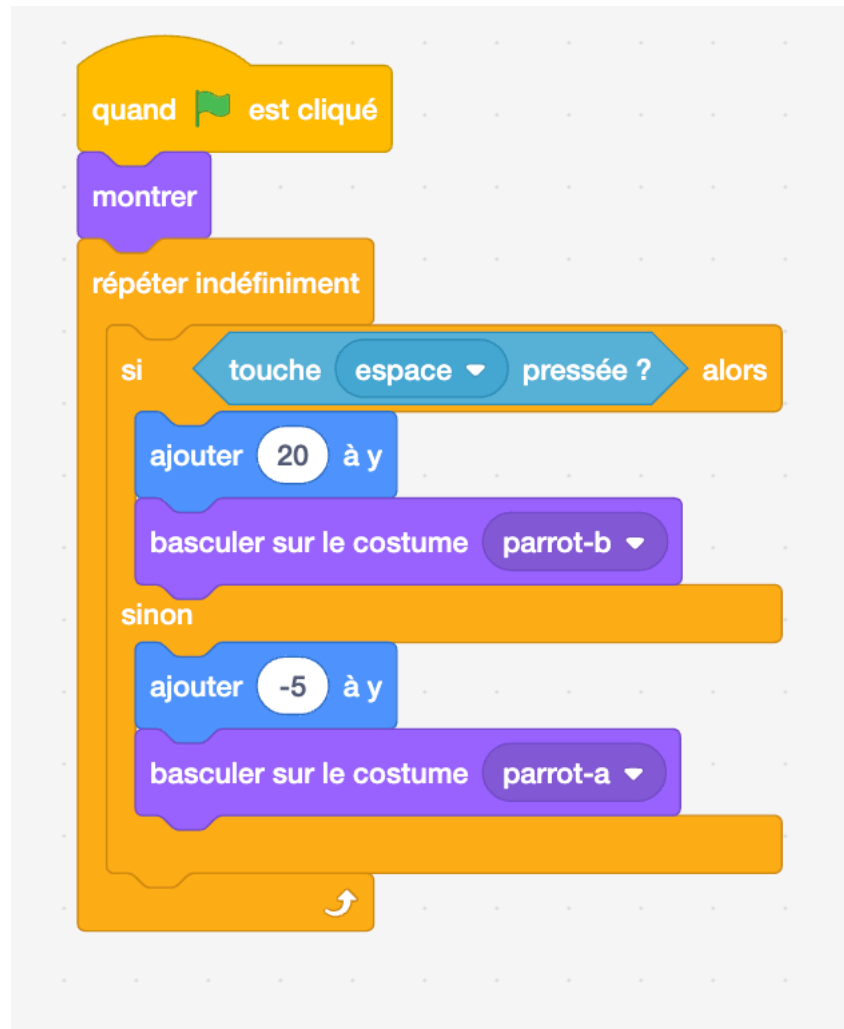 quand est cliqué
montrer
répéter indéfiniment
si touche espace pressée ? alors
ajouter 20 à y
basculer sur le costume parrot-b
sinon
ajouter -5 à y
basculer sur le costume parrot-a